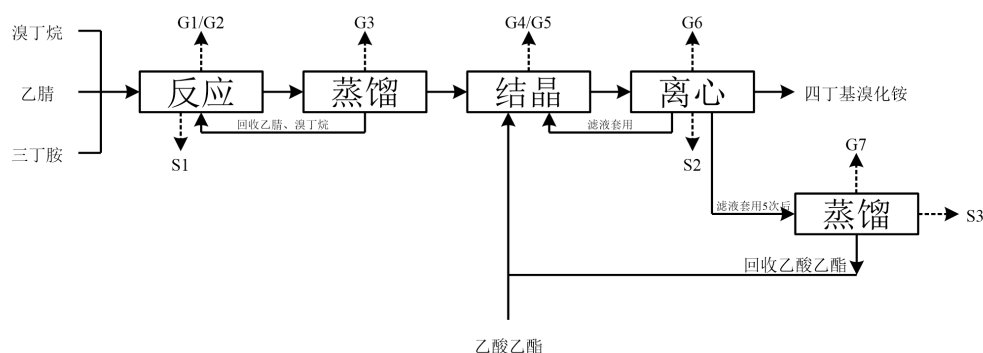 溴丁烷
乙腈
三丁胺
G1/G2
反应
S1
G3
蒸馏
回收乙腈、溴丁烷
G4/G5
结晶
G6
离心
滤液套用
S2
四丁基溴化铵
滤液套用5次后
G7
蒸馏
S3
回收乙酸乙酯
乙酸乙酯